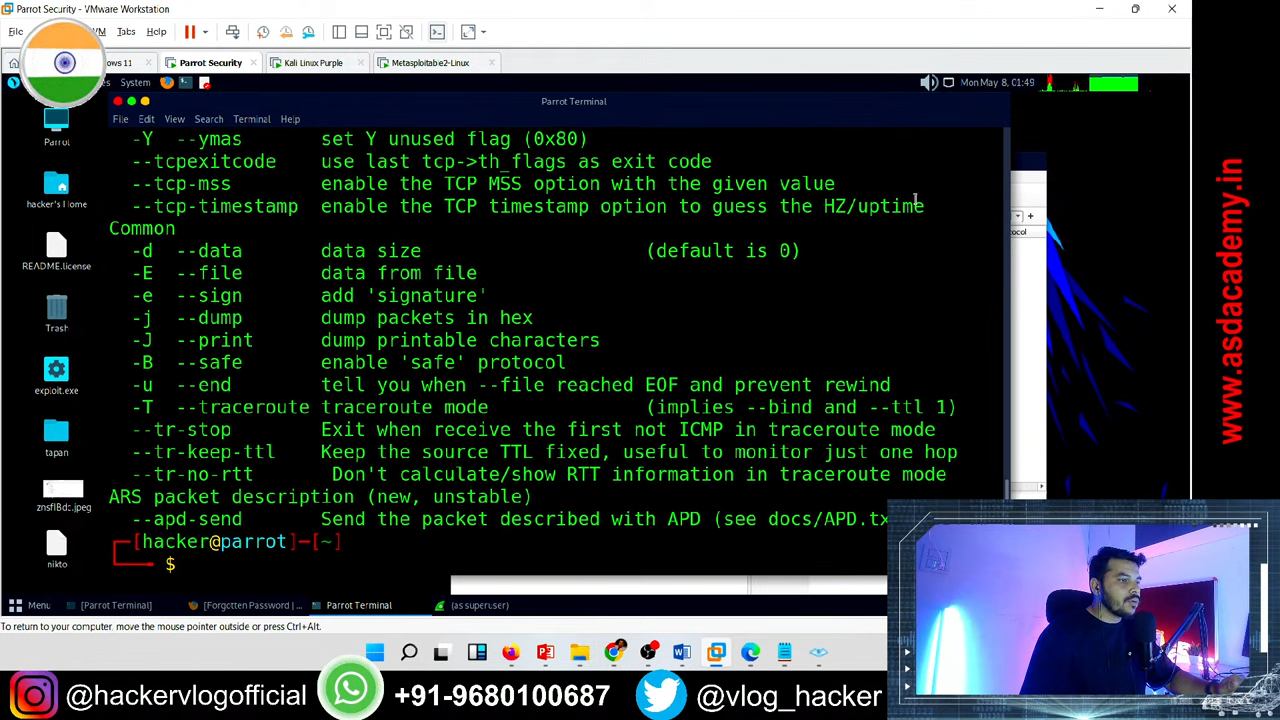 Parrot Security - VMware Workstation
VM Tabs Help
11 Parrot Security Kali Linux Purple Metasploitable2-Linux
System Mon May 8, 01:49
Parrot Terminal
File Edit View Search Terminal Help
-Y --ymas set Y unused flag (0x80)
--tcpexitcode use last tcp->th_flags as exit code
--tcp-mss enable the TCP MSS option with the given value
--tcp-timestamp enable the TCP timestamp option to guess the HZ/uptime
Common
-d --data data size (default is 0)
-E --file data from file
-e --sign add 'signature'
-j --dump dump packets in hex
-J --print dump printable characters
-B --safe enable 'safe' protocol
-u --end tell you when --file reached EOF and prevent rewind
-T --traceroute traceroute mode (implies --bind and --ttl 1)
--tr-stop Exit when receive the first not ICMP in traceroute mode
--tr-keep-ttl Keep the source TTL fixed, useful to monitor just one hop
--tr-no-rtt Don't calculate/show RTT information in traceroute mode
ARS packet description (new, unstable)
--apd-send Send the packet described with APD (see docs/APD.tx
[hacker@parrot]-[~]
$
Parrot
hacker's Home
README.license
Trash
exploit.exe
tapan
znsflBdc.jpeg
nikto
Menu [Parrot Terminal] [Forgotten Password | ... Parrot Terminal (as superuser)
To return to your computer, move the mouse pointer outside or press Ctrl+Alt.
www.asdacademy.in
@hackervlogofficial +91-9680100687 @vlog_hacker